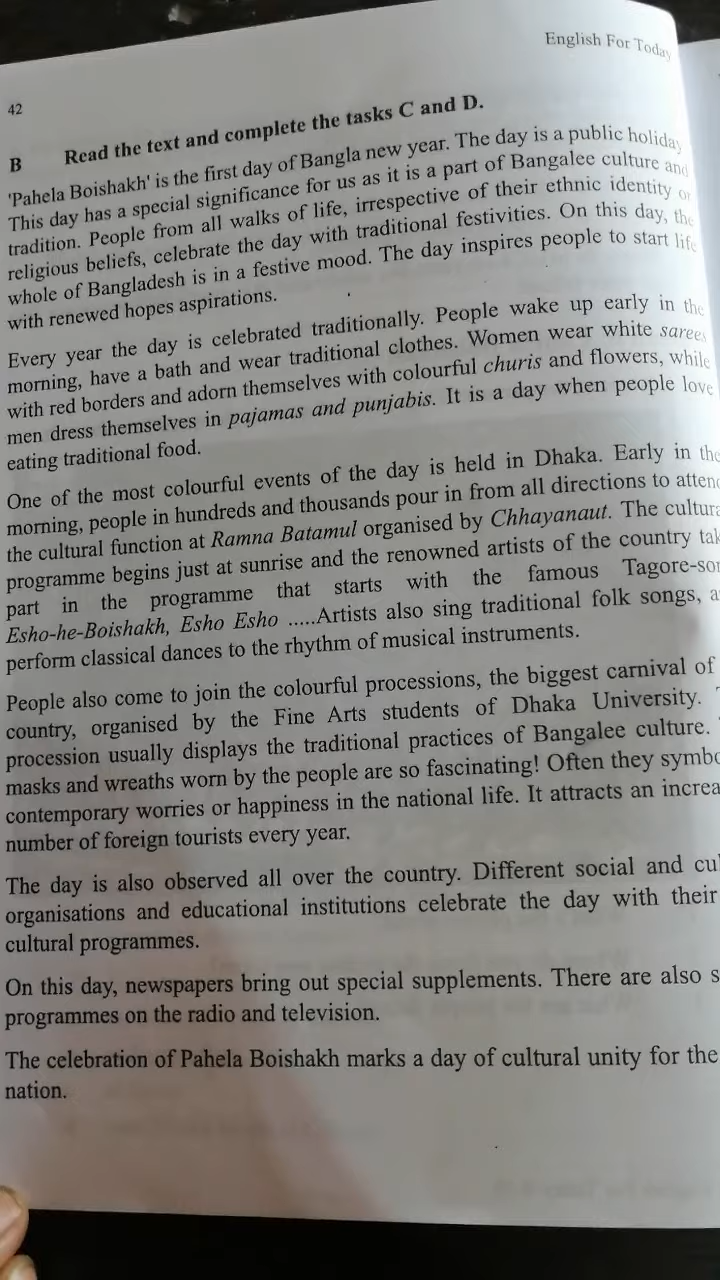 English For Today
42
B Read the text and complete the tasks C and D.
'Pahela Boishakh' is the first day of Bangla new year. The day is a public holiday
This day has a special significance for us as it is a part of Bangalee culture and
tradition. People from all walks of life, irrespective of their ethnic identity or
religious beliefs, celebrate the day with traditional festivities. On this day, the
whole of Bangladesh is in a festive mood. The day inspires people to start life
with renewed hopes aspirations.
Every year the day is celebrated traditionally. People wake up early in the
morning, have a bath and wear traditional clothes. Women wear white sarees
with red borders and adorn themselves with colourful churis and flowers, while
men dress themselves in pajamas and punjabis. It is a day when people love
eating traditional food.
One of the most colourful events of the day is held in Dhaka. Early in the
morning, people in hundreds and thousands pour in from all directions to atten
the cultural function at Ramna Batamul organised by Chhayanaut. The cultura
programme begins just at sunrise and the renowned artists of the country tak
part in the programme that starts with the famous Tagore-son
Esho-he-Boishakh, Esho Esho .....Artists also sing traditional folk songs, a
perform classical dances to the rhythm of musical instruments.
People also come to join the colourful processions, the biggest carnival of
country, organised by the Fine Arts students of Dhaka University.
procession usually displays the traditional practices of Bangalee culture.
masks and wreaths worn by the people are so fascinating! Often they symbo
contemporary worries or happiness in the national life. It attracts an increa
number of foreign tourists every year.
The day is also observed all over the country. Different social and cul
organisations and educational institutions celebrate the day with their
cultural programmes.
On this day, newspapers bring out special supplements. There are also s
programmes on the radio and television.
The celebration of Pahela Boishakh marks a day of cultural unity for the
nation.